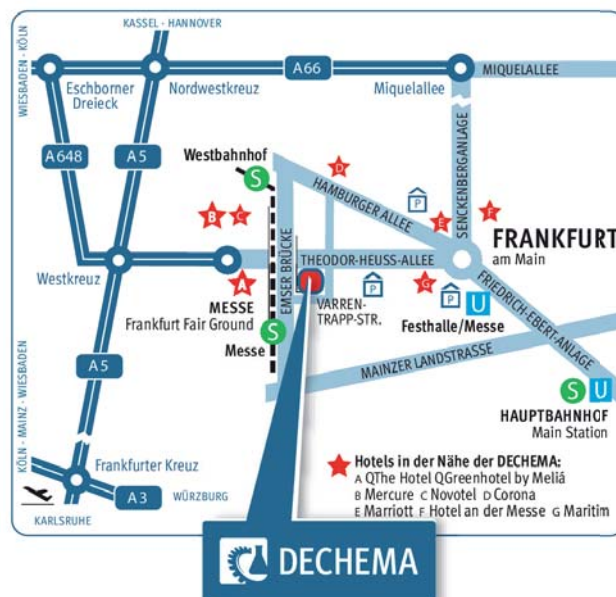 KASSEL - HANNOVER
WIESBADEN - KÖLN
A66
MIQUELALLEE
Eschborner
Dreieck
Nordwestkreuz
Miquelallee
A648
A5
Westbahnhof
S
D
HAMBURGER ALLEE
SENCKENBERGANLAGE
P
B
C
E
F
FRANKFURT
am Main
THEODOR-HEUSS-ALLEE
Westkreuz
A
EMSER BRÜCKE
P
G
P
U
MESSE
Frankfurt Fair Ground
VARREN-
TRAPP-STR.
Festhalle/Messe
FRIEDRICH-EBERT-ANLAGE
S
Messe
MAINZER LANDSTRASSE
A5
KÖLN - MAINZ - WIESBADEN
S U
HAUPTBAHNHOF
Main Station
Frankfurter Kreuz
A3
WÜRZBURG
KARLSRUHE
Hotels in der Nähe der DECHEMA:
A QThe Hotel QGreenhotel by Meliá
B Mercure C Novotel D Corona
E Marriott F Hotel an der Messe G Maritim
DECHEMA